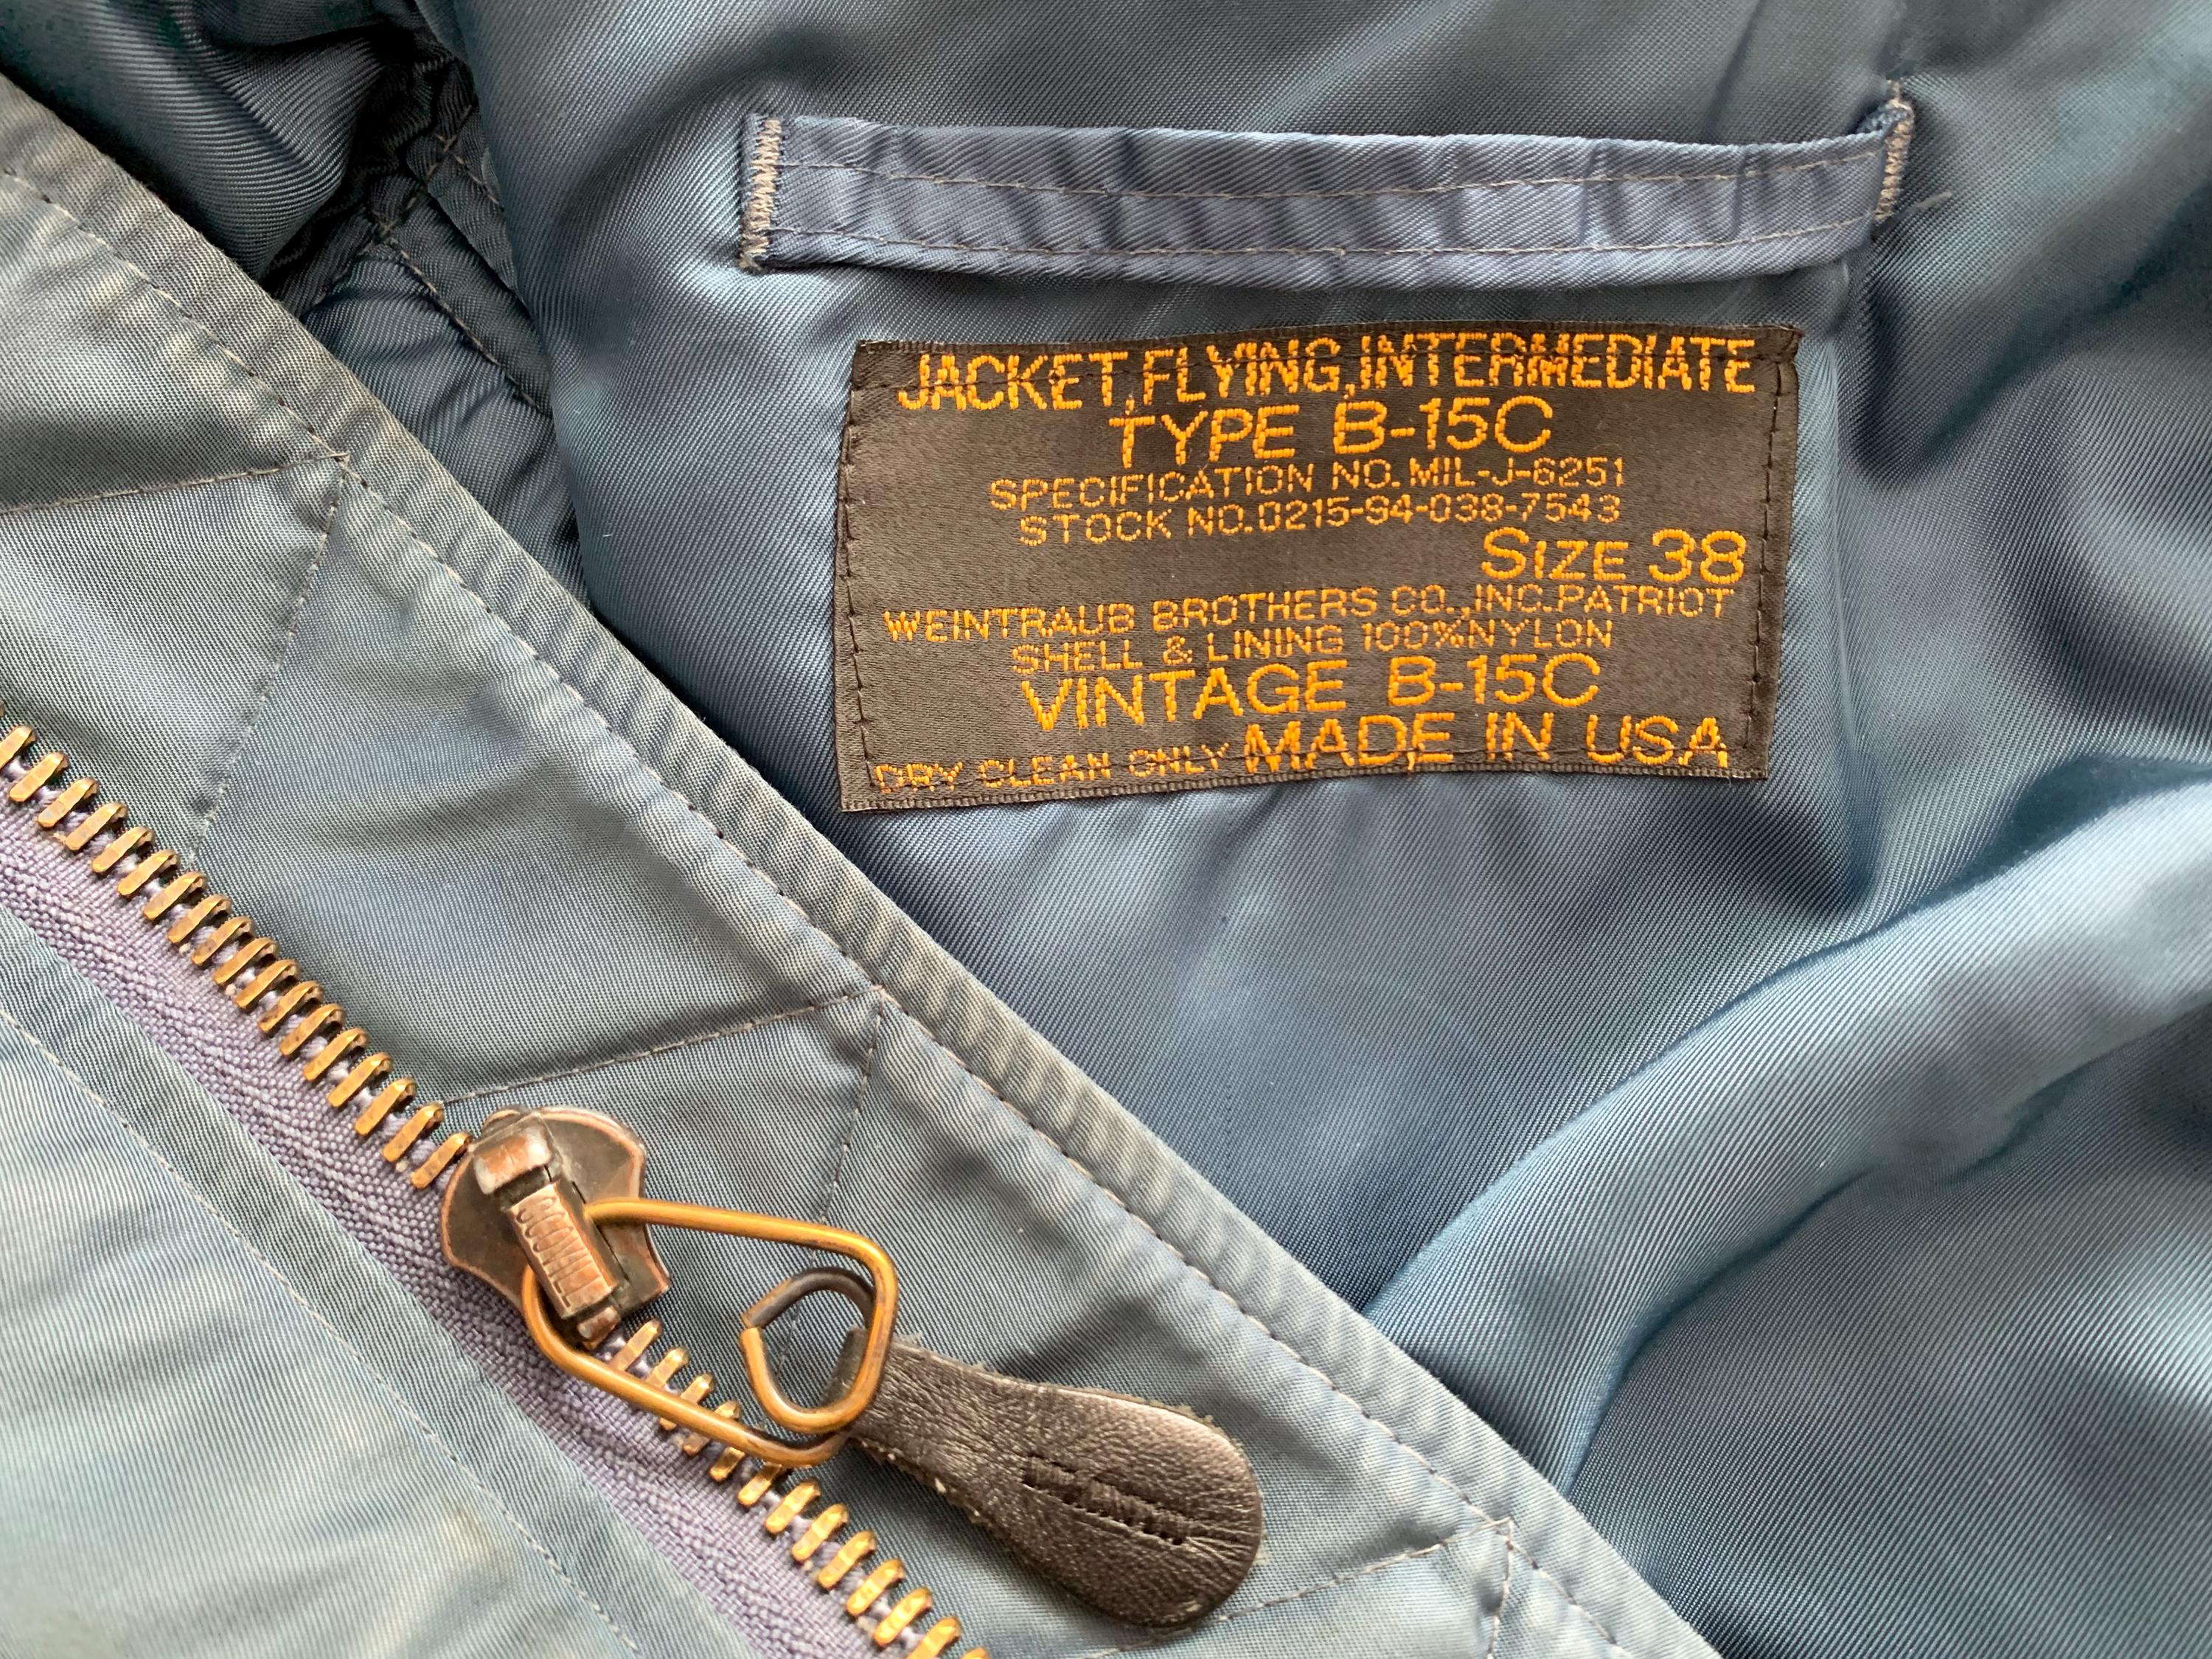 JACKET, FLYING, INTERMEDIATE
TYPE B-15C
SPECIFICATION NO. MIL-J-6251
STOCK NO. 0215-94-038-7543
SIZE 38
WEINTRAUB BROTHERS CO., INC. PATRIOT
SHELL & LINING 100% NYLON
VINTAGE B-15C
DRY CLEAN ONLY MADE IN USA